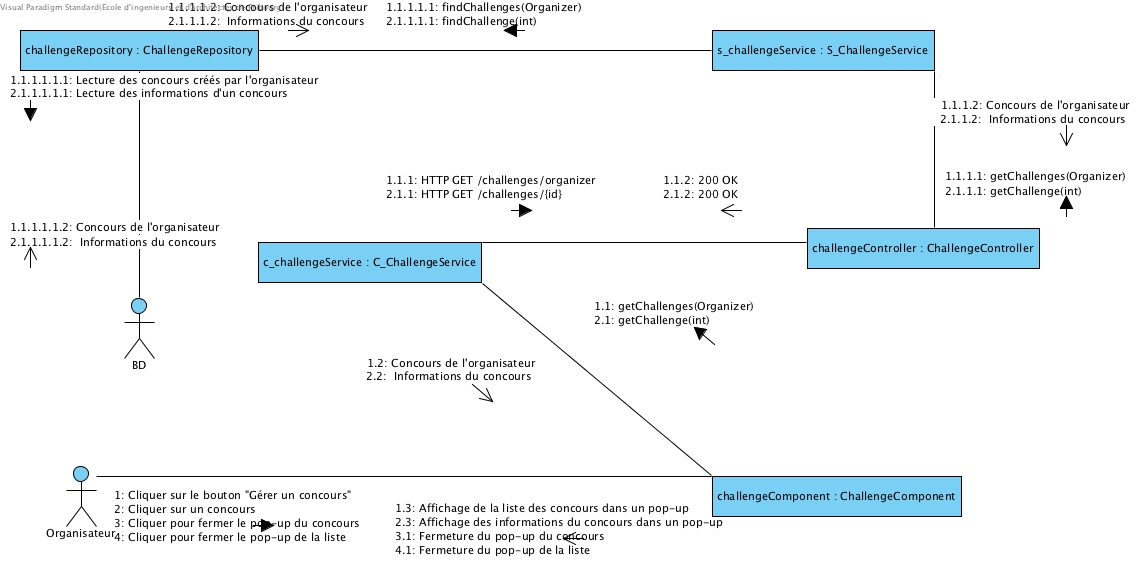 Visual Paradigm Standard(Ecole d'ingenieurs
1.1.1.1.1.2: Concours de l'organisateur
2.1.1.1.1.2: Informations du concours
1.1.1.1.1: findChallenges(Organizer)
2.1.1.1.1: findChallenge(int)
challengeRepository : ChallengeRepository
s_challengeService : S_ChallengeService
1.1.1.1.1.1: Lecture des concours créés par l'organisateur
2.1.1.1.1.1: Lecture des informations d'un concours
1.1.1.2: Concours de l'organisateur
2.1.1.2: Informations du concours
1.1.1: HTTP GET /challenges/organizer
2.1.1: HTTP GET /challenges/{id}
1.1.2: 200 OK
2.1.2: 200 OK
1.1.1.1: getChallenges(Organizer)
2.1.1.1: getChallenge(int)
1.1.1.1.1.2: Concours de l'organisateur
2.1.1.1.1.2: Informations du concours
c_challengeService : C_ChallengeService
challengeController : ChallengeController
1.1: getChallenges(Organizer)
2.1: getChallenge(int)
BD
1.2: Concours de l'organisateur
2.2: Informations du concours
1: Cliquer sur le bouton "Gérer un concours"
2: Cliquer sur un concours
3: Cliquer pour fermer le pop-up du concours
4: Cliquer pour fermer le pop-up de la liste
Organisateur
1.3: Affichage de la liste des concours dans un pop-up
2.3: Affichage des informations du concours dans un pop-up
3.1: Fermeture du pop-up du concours
4.1: Fermeture du pop-up de la liste
challengeComponent : ChallengeComponent